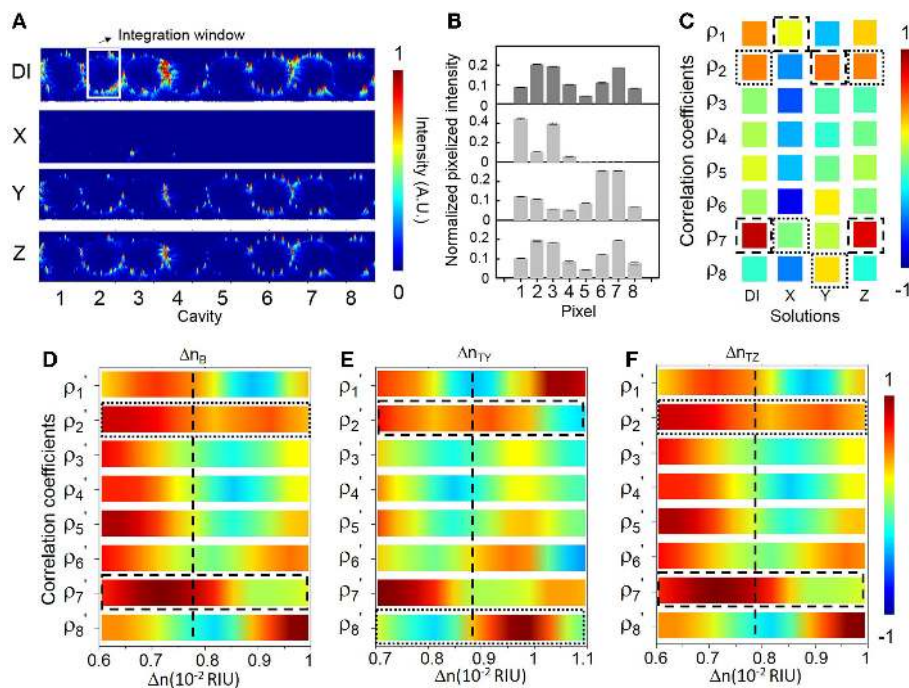 A
Integration window
DI
X
Y
Z
1 2 3 4 5 6 7 8
Cavity
1
0
Intensity (A.U.)
B
Normalized pixelized intensity
0.2
0.1
0
0.4
0.2
0
0.2
0.1
0
0.2
0.1
0
1 2 3 4 5 6 7 8
Pixel
C
Correlation coefficients
ρ1
ρ2
ρ3
ρ4
ρ5
ρ6
ρ7
ρ8
DI X Y Z
Solutions
1
-1
D
ΔnB
Correlation coefficients
ρ1'
ρ2'
ρ3'
ρ4'
ρ5'
ρ6'
ρ7'
ρ8'
0.6 0.7 0.8 0.9 1
Δn(10-2 RIU)
E
ΔnTY
ρ1'
ρ2'
ρ3'
ρ4'
ρ5'
ρ6'
ρ7'
ρ8'
0.7 0.8 0.9 1 1.1
Δn(10-2 RIU)
F
ΔnTZ
ρ1'
ρ2'
ρ3'
ρ4'
ρ5'
ρ6'
ρ7'
ρ8'
0.6 0.7 0.8 0.9 1
Δn(10-2 RIU)
1
-1